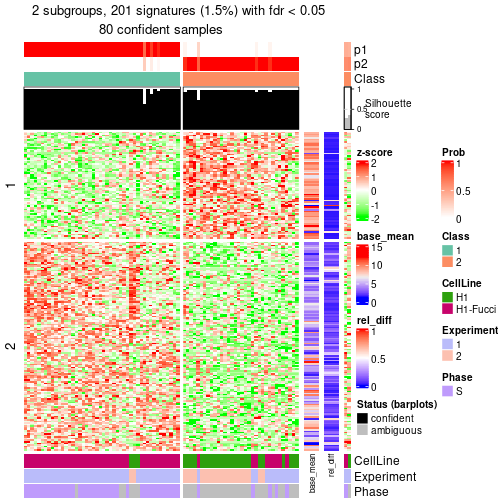 2 subgroups, 201 signatures (1.5%) with fdr < 0.05
80 confident samples
p1
p2
Class
1
0.5
0
Silhouette
score
1
2
z-score
2
1
0
-1
-2
Prob
1
0.5
0
base_mean
15
10
5
0
Class
1
2
CellLine
H1
H1-Fucci
rel_diff
1
0.5
0
Experiment
1
2
Phase
S
Status (barplots)
confident
ambiguous
CellLine
Experiment
Phase
base_mean
rel_diff